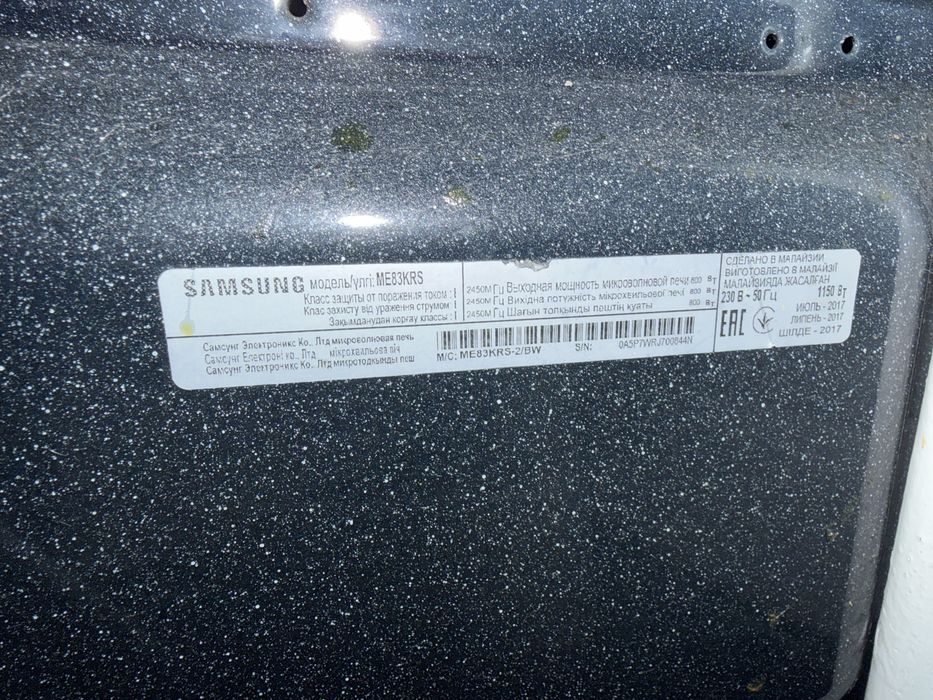 SAMSUNG модель/үлгі: ME83KRS
Класс защиты от поражения током : I
Клас захисту від ураження струмом : I
Зақымданудан қорғау классы : I
2450М Гц Выходная мощность микроволновой печи 800 Вт
2450М Гц Вихідна потужність мікрохвильової печі 800 Вт
2450М Гц Шағын толқынды пештің қуаты 800 Вт
СДЕЛАНО В МАЛАЙЗИИ
ВИГОТОВЛЕНО В МАЛАЙЗІЇ
МАЛАЙЗИЯДА ЖАСАЛҒАН
230 В ~ 50 Гц 1150 Вт
EAC
ИЮЛЬ - 2017
ЛИПЕНЬ - 2017
ШІЛДЕ - 2017
Самсунг Электроникс Ко., Лтд микроволновая печь
Самсунг Електронікс Ко., Лтд мікрохвильова піч
Самсунг Электроникс Ко., Лтд микротолқынды пеш
M/C: ME83KRS-2/BW S/N: 0A5P7WRJ700844N